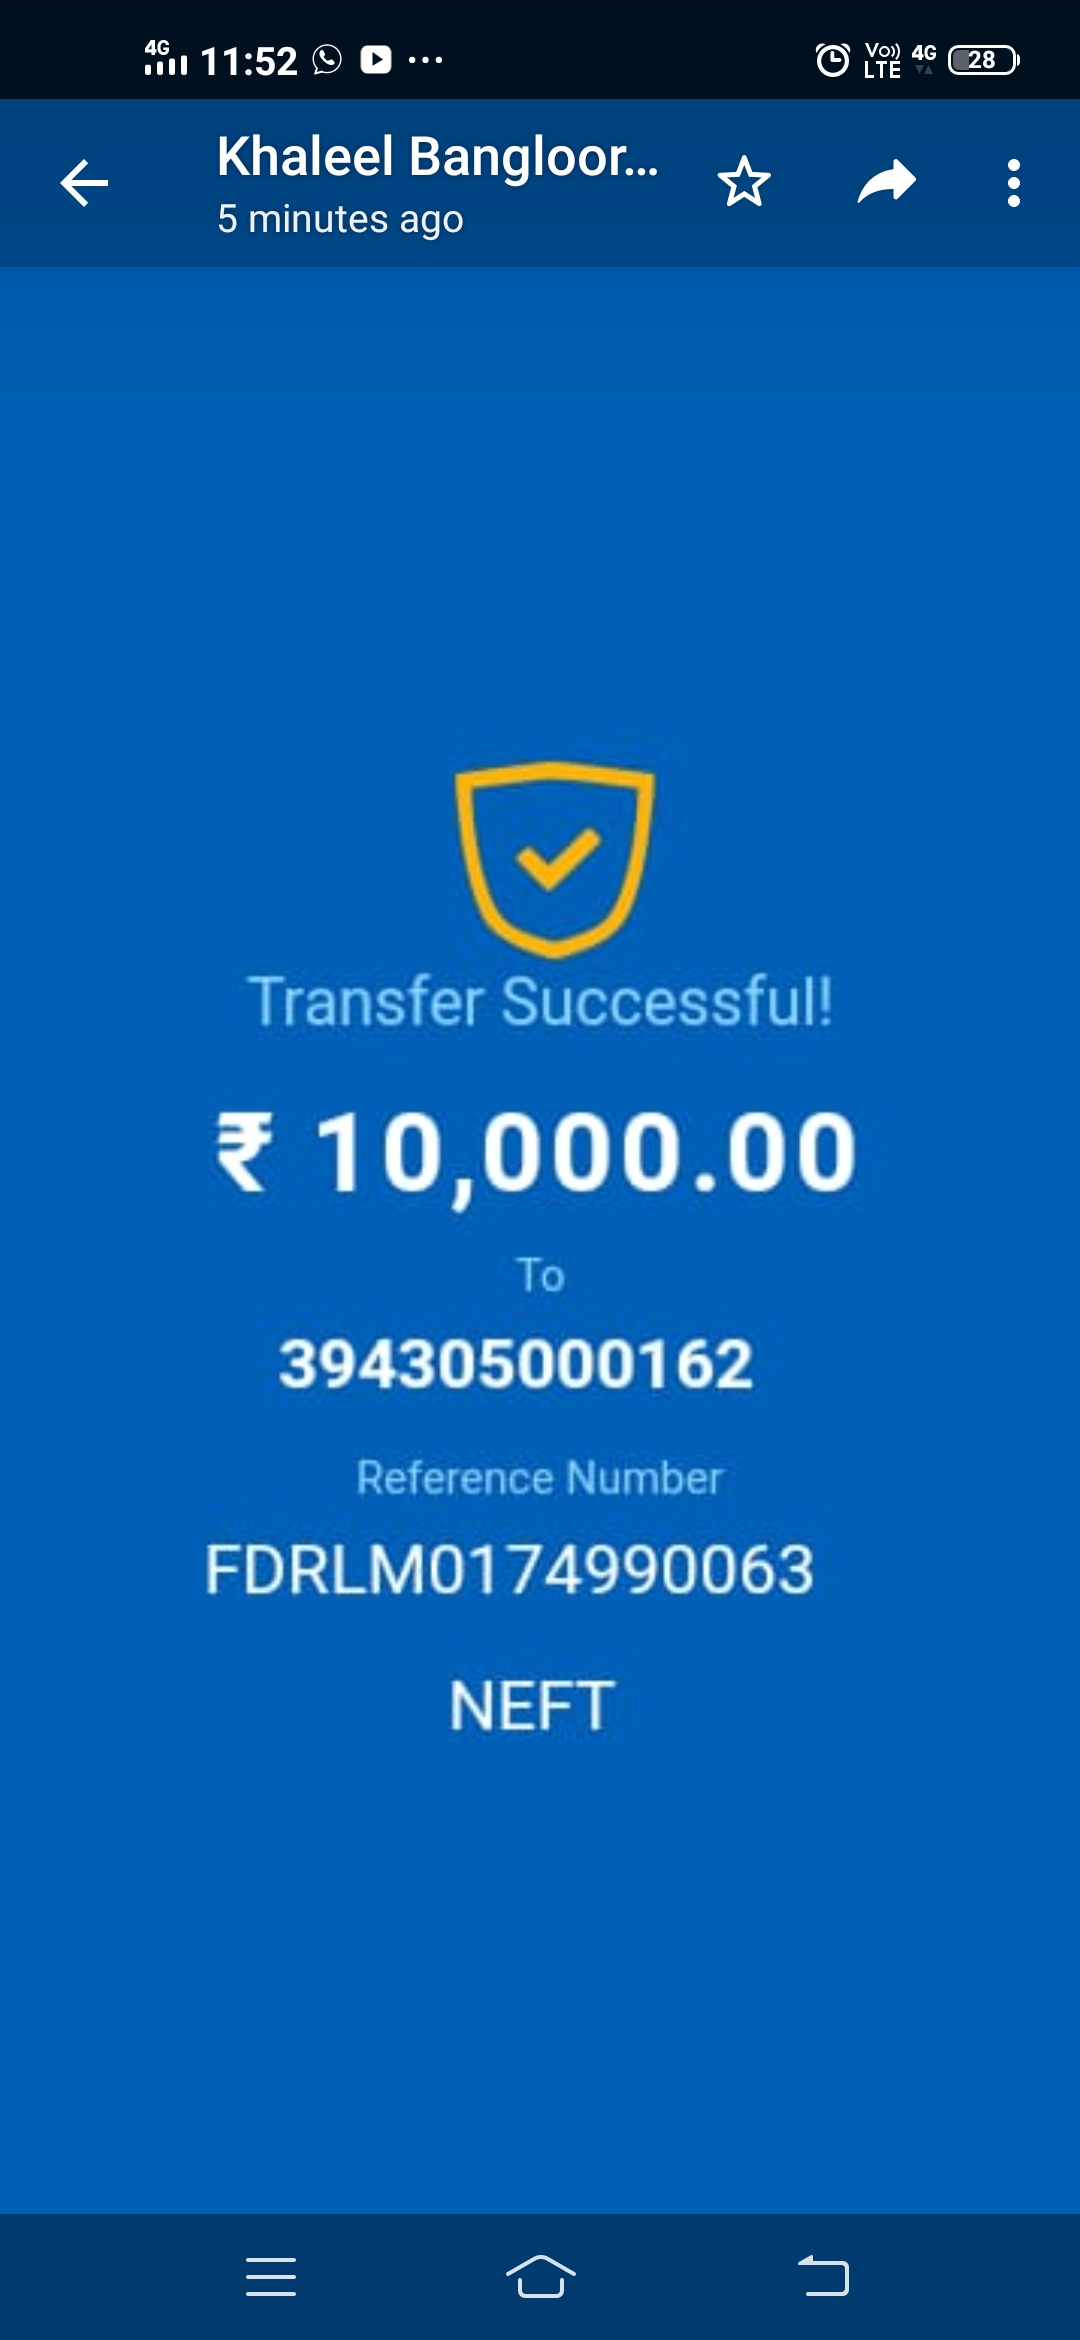 4G 11:52 Vo)) LTE 4G 28
Khaleel Bangloor...
5 minutes ago
Transfer Successful!
₹ 10,000.00
To
394305000162
Reference Number
FDRLM0174990063
NEFT